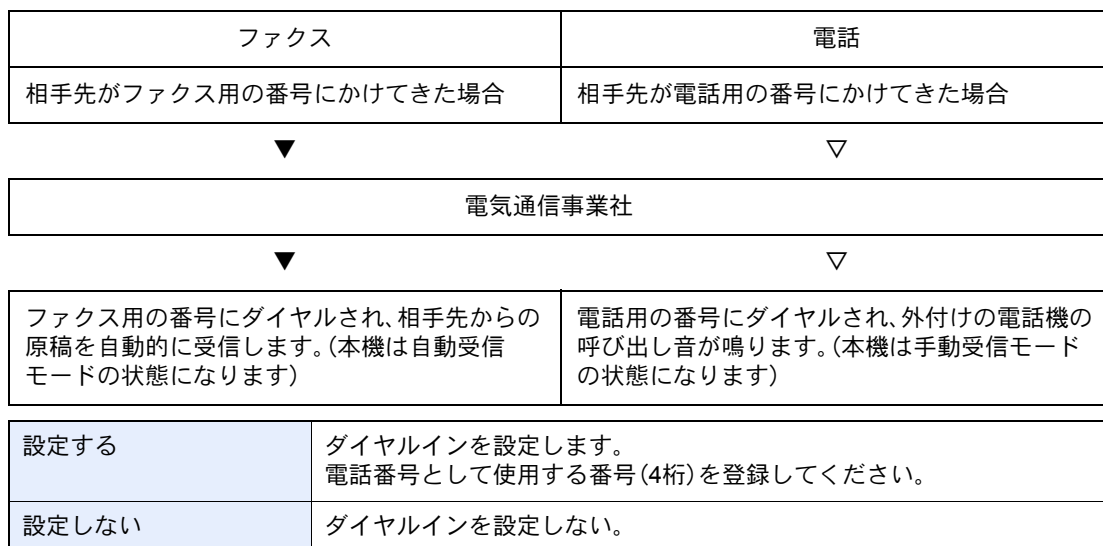 ファクス
電話
相手先がファクス用の番号にかけてきた場合
相手先が電話用の番号にかけてきた場合
▼
▽
電気通信事業社
▼
▽
ファクス用の番号にダイヤルされ、相手先からの
原稿を自動的に受信します。(本機は自動受信
モードの状態になります)
電話用の番号にダイヤルされ、外付けの電話機の
呼び出し音が鳴ります。(本機は手動受信モード
の状態になります)
設定する
ダイヤルインを設定します。
電話番号として使用する番号(4桁)を登録してください。
設定しない
ダイヤルインを設定しない。